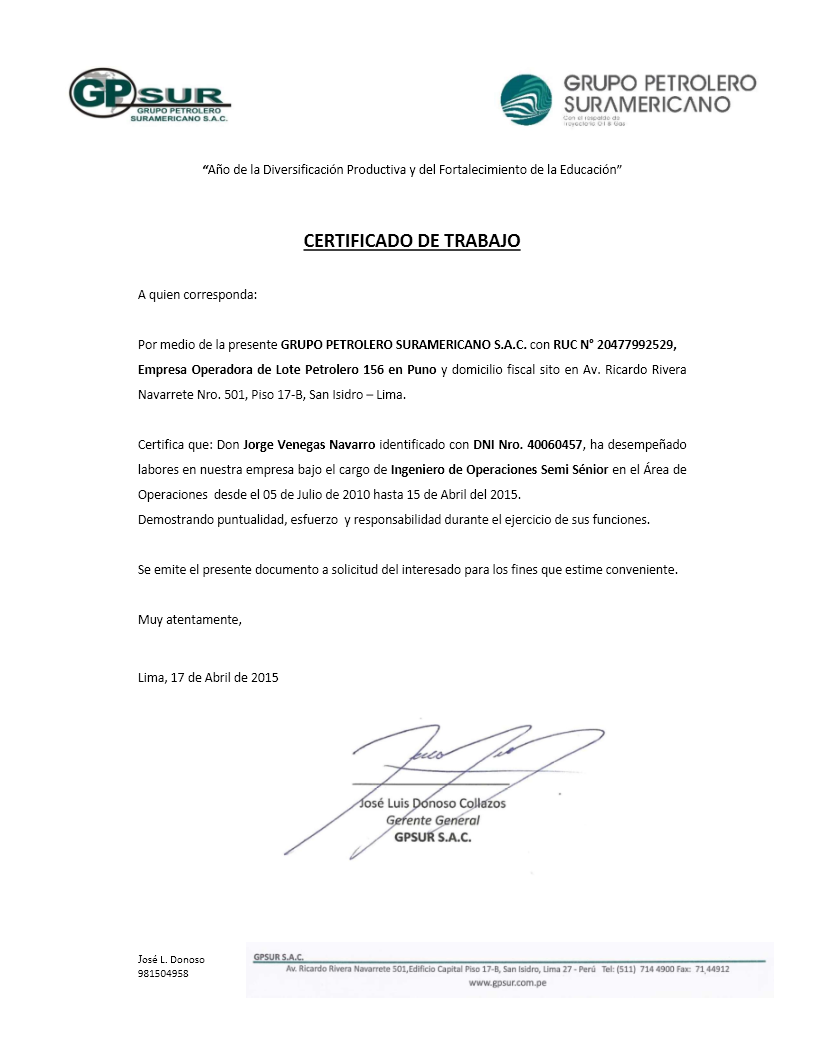 GPSUR
GRUPO PETROLERO
SURAMERICANO S.A.C.
GRUPO PETROLERO
SURAMERICANO
Con el respaldo de
Trayectoria Oil & Gas
“Año de la Diversificación Productiva y del Fortalecimiento de la Educación”
CERTIFICADO DE TRABAJO
A quien corresponda:
Por medio de la presente GRUPO PETROLERO SURAMERICANO S.A.C. con RUC N° 20477992529,
Empresa Operadora de Lote Petrolero 156 en Puno y domicilio fiscal sito en Av. Ricardo Rivera
Navarrete Nro. 501, Piso 17-B, San Isidro – Lima.
Certifica que: Don Jorge Venegas Navarro identificado con DNI Nro. 40060457, ha desempeñado
labores en nuestra empresa bajo el cargo de Ingeniero de Operaciones Semi Sénior en el Área de
Operaciones desde el 05 de Julio de 2010 hasta 15 de Abril del 2015.
Demostrando puntualidad, esfuerzo y responsabilidad durante el ejercicio de sus funciones.
Se emite el presente documento a solicitud del interesado para los fines que estime conveniente.
Muy atentamente,
Lima, 17 de Abril de 2015
José Luis Donoso Collazos
Gerente General
GPSUR S.A.C.
José L. Donoso
981504958
GPSUR S.A.C.
Av. Ricardo Rivera Navarrete 501,Edificio Capital Piso 17-B, San Isidro, Lima 27 - Perú Tel: (511) 714 4900 Fax: 71,44912
www.gpsur.com.pe